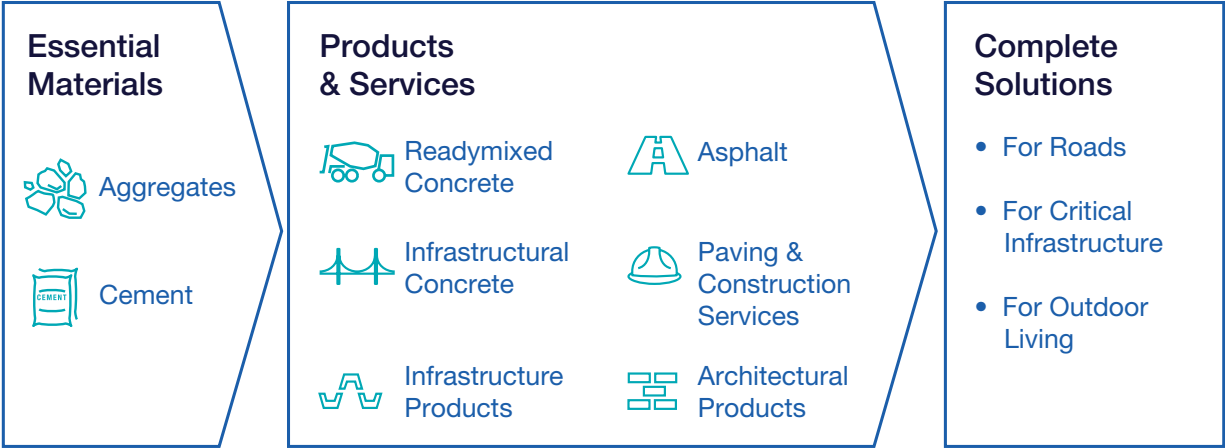 Essential
Materials
Aggregates
CEMENT
Cement
Products
& Services
Readymixed
Concrete
Asphalt
Infrastructural
Concrete
Paving &
Construction
Services
Infrastructure
Products
Architectural
Products
Complete
Solutions
• For Roads
• For Critical
Infrastructure
• For Outdoor
Living